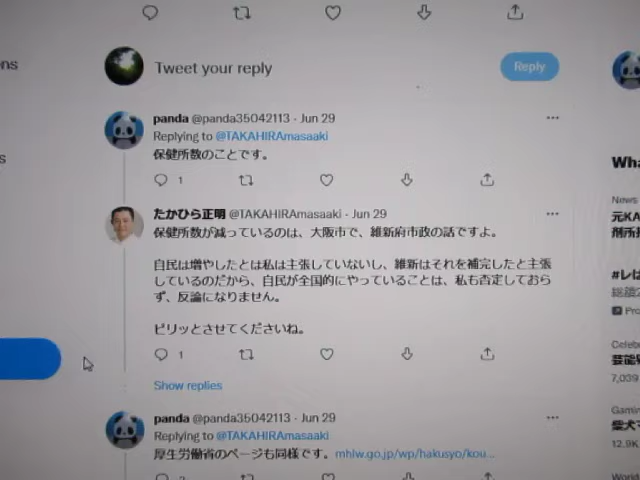 ons
Tweet your reply
Reply
panda @panda35042113 · Jun 29
Replying to @TAKAHIRAmasaaki
保健所数のことです。
1
s
Wha
News
元KA
たかひら正明 @TAKAHIRAmasaaki · Jun 29
保健所数が減っているのは、大阪市で、維新府市政の話ですよ。
自民は増やしたとは私は主張していないし、維新はそれを補完したと主張
しているのだから、自民が全国的にやっていることは、私も否定しておら
ず、反論になりません。
ピリッとさせてくださいね。
1
#レは
Pro
Celebr
芸能
7,039
Show replies
Gamin
愛犬
12.9K
panda @panda35042113 · Jun 29
Replying to @TAKAHIRAmasaaki
厚生労働省のページも同様です。mhlw.go.jp/wp/hakusyo/kou...
World